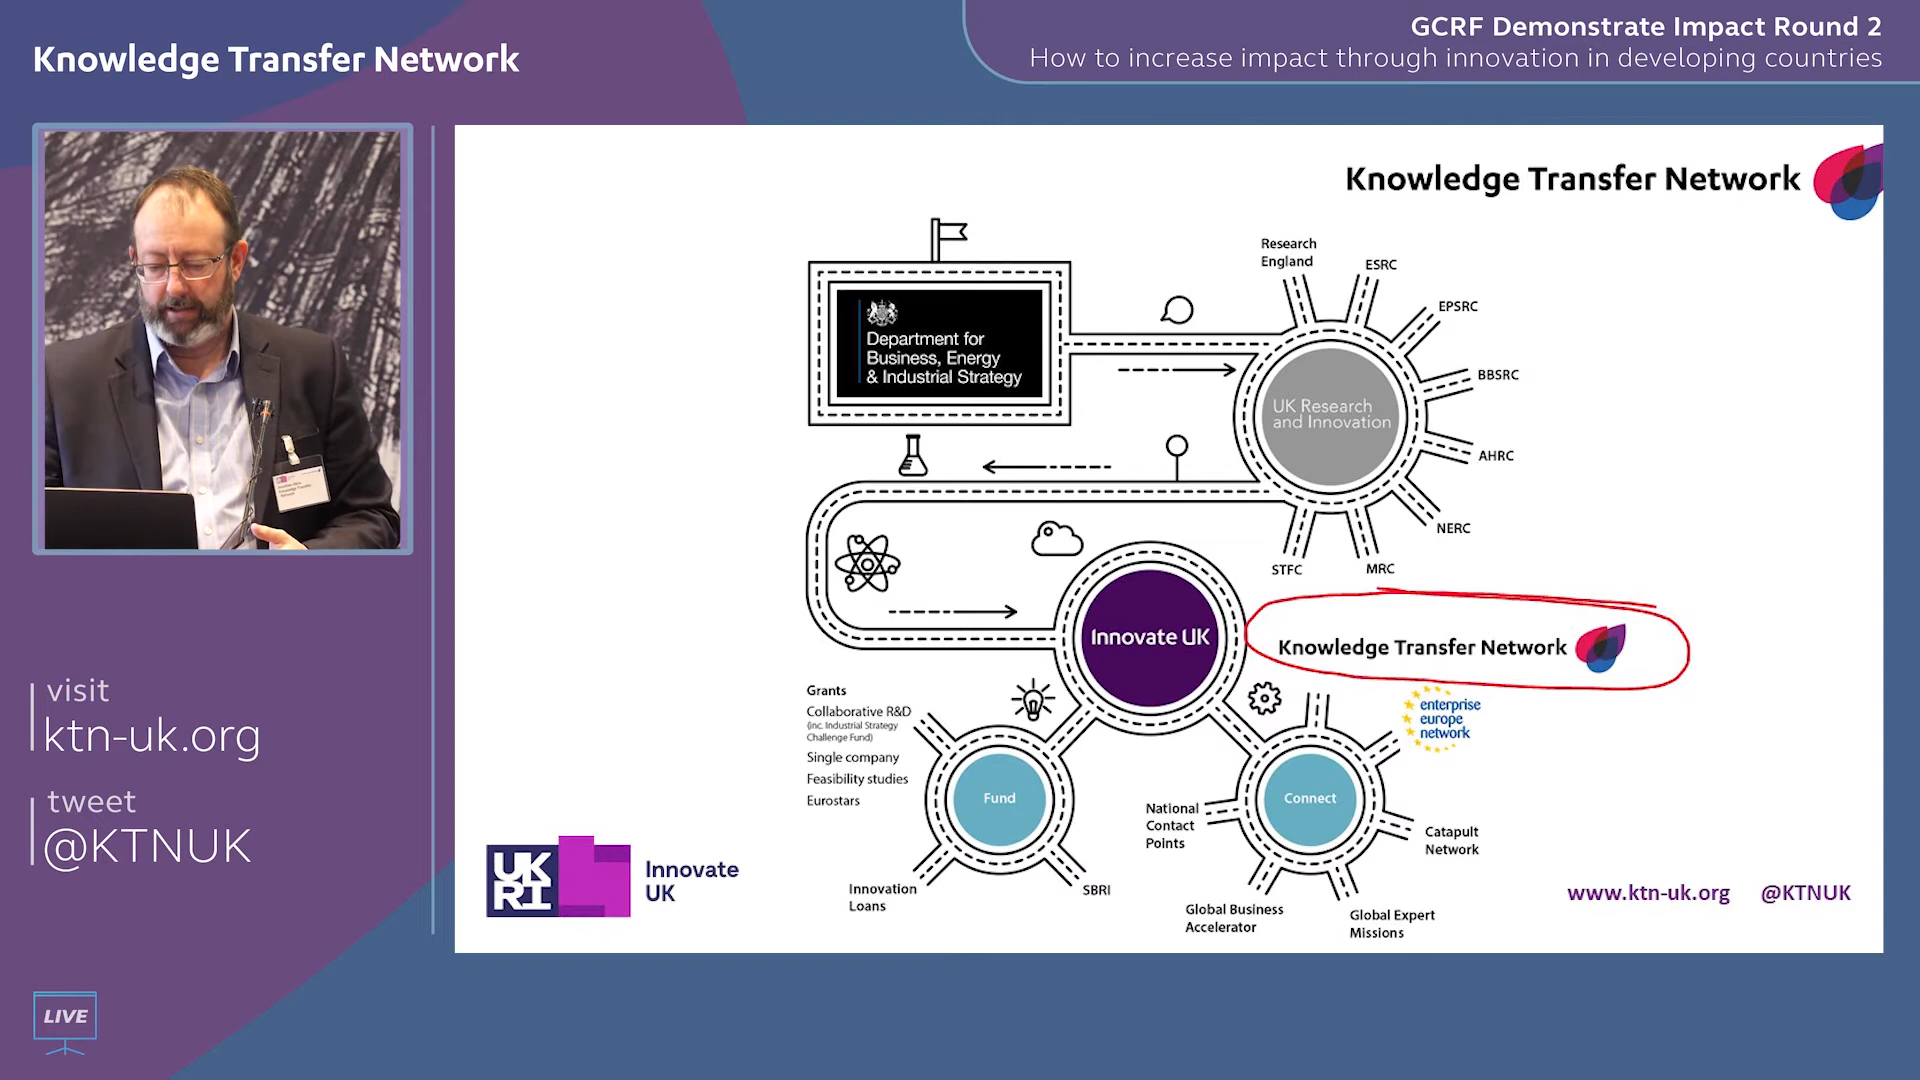 Knowledge Transfer Network
GCRF Demonstrate Impact Round 2
How to increase impact through innovation in developing countries
Knowledge Transfer Network
Research
England
ESRC
EPSRC
BBSRC
AHRC
NERC
MRC
STFC
Department for
Business, Energy
& Industrial Strategy
UK Research
and Innovation
Innovate UK
Knowledge Transfer Network
enterprise
europe
network
Grants
Collaborative R&D
(inc. Industrial Strategy
Challenge Fund)
Single company
Feasibility studies
Eurostars
Fund
Innovation
Loans
SBRI
Connect
National
Contact
Points
Catapult
Network
Global Business
Accelerator
Global Expert
Missions
UK
RI
Innovate
UK
www.ktn-uk.org @KTNUK
visit
ktn-uk.org
tweet
@KTNUK
LIVE